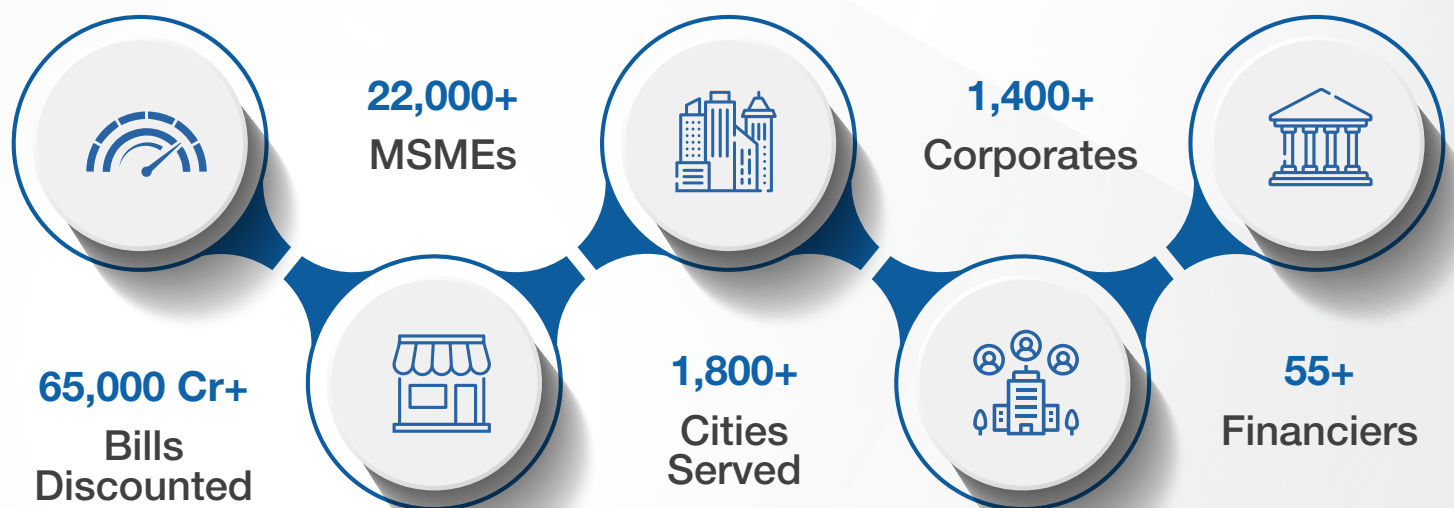 65,000 Cr+
Bills
Discounted
22,000+
MSMEs
1,800+
Cities
Served
1,400+
Corporates
55+
Financiers